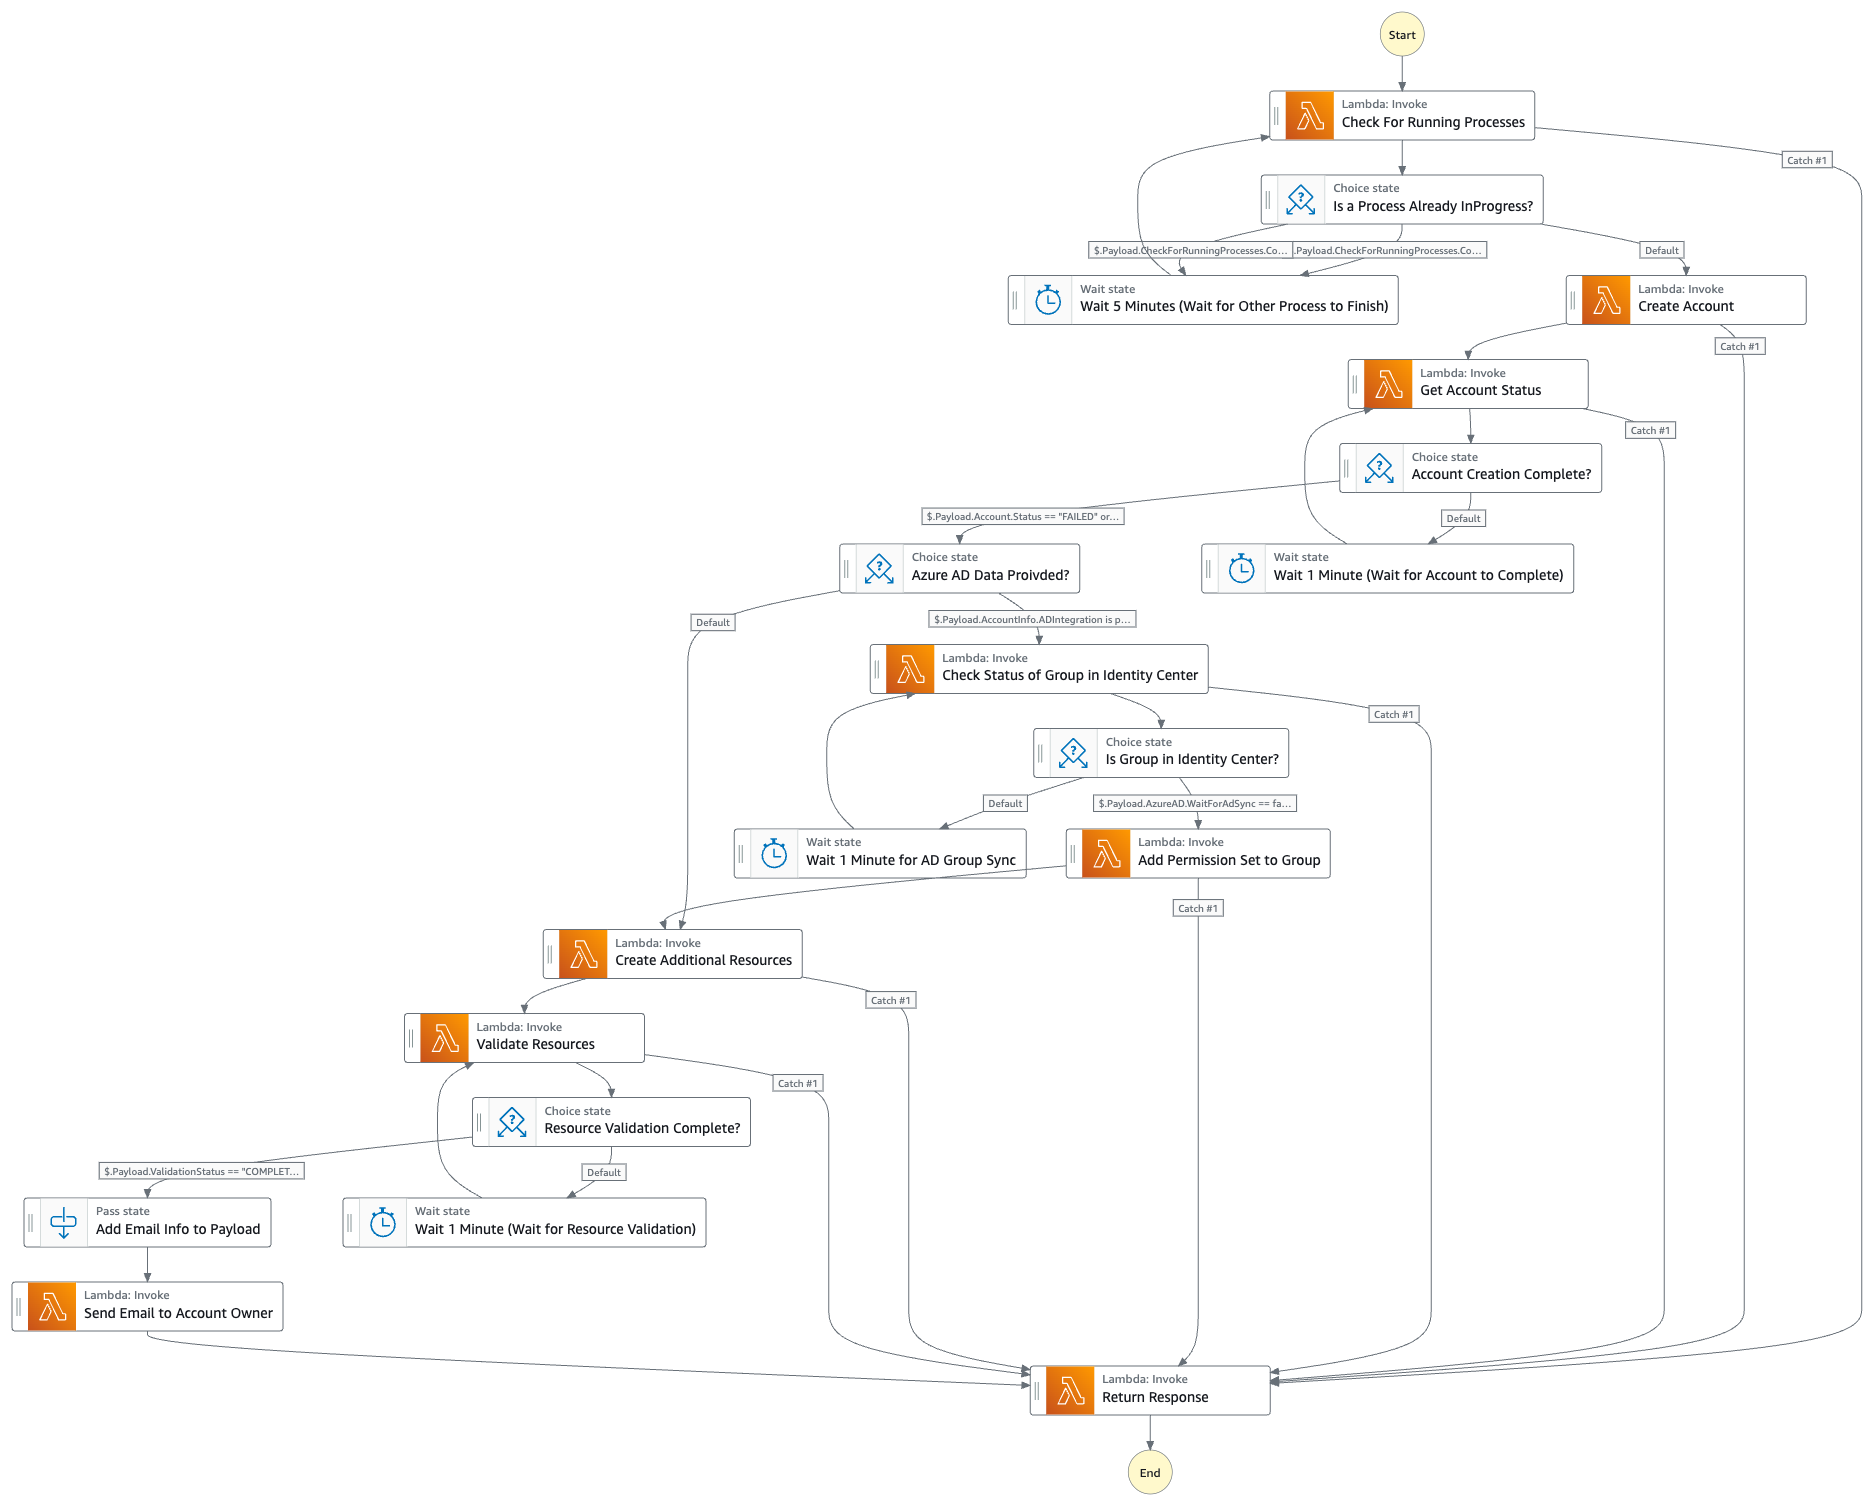 Start
Lambda: Invoke
Check For Running Processes
Catch #1
Choice state
Is a Process Already InProgress?
$.Payload.CheckForRunningProcesses.Co...
.Payload.CheckForRunningProcesses.Co...
Default
Wait state
Wait 5 Minutes (Wait for Other Process to Finish)
Lambda: Invoke
Create Account
Catch #1
Lambda: Invoke
Get Account Status
Catch #1
Choice state
Account Creation Complete?
$.Payload.Account.Status == "FAILED" or...
Default
Choice state
Azure AD Data Proivded?
Wait state
Wait 1 Minute (Wait for Account to Complete)
Default
$.Payload.AccountInfo.ADIntegration is p...
Lambda: Invoke
Check Status of Group in Identity Center
Catch #1
Choice state
Is Group in Identity Center?
Default
$.Payload.AzureAD.WaitForAdSync == fa...
Wait state
Wait 1 Minute for AD Group Sync
Lambda: Invoke
Add Permission Set to Group
Catch #1
Lambda: Invoke
Create Additional Resources
Catch #1
Lambda: Invoke
Validate Resources
Catch #1
Choice state
Resource Validation Complete?
$.Payload.ValidationStatus == "COMPLET...
Default
Pass state
Add Email Info to Payload
Wait state
Wait 1 Minute (Wait for Resource Validation)
Lambda: Invoke
Send Email to Account Owner
Lambda: Invoke
Return Response
End